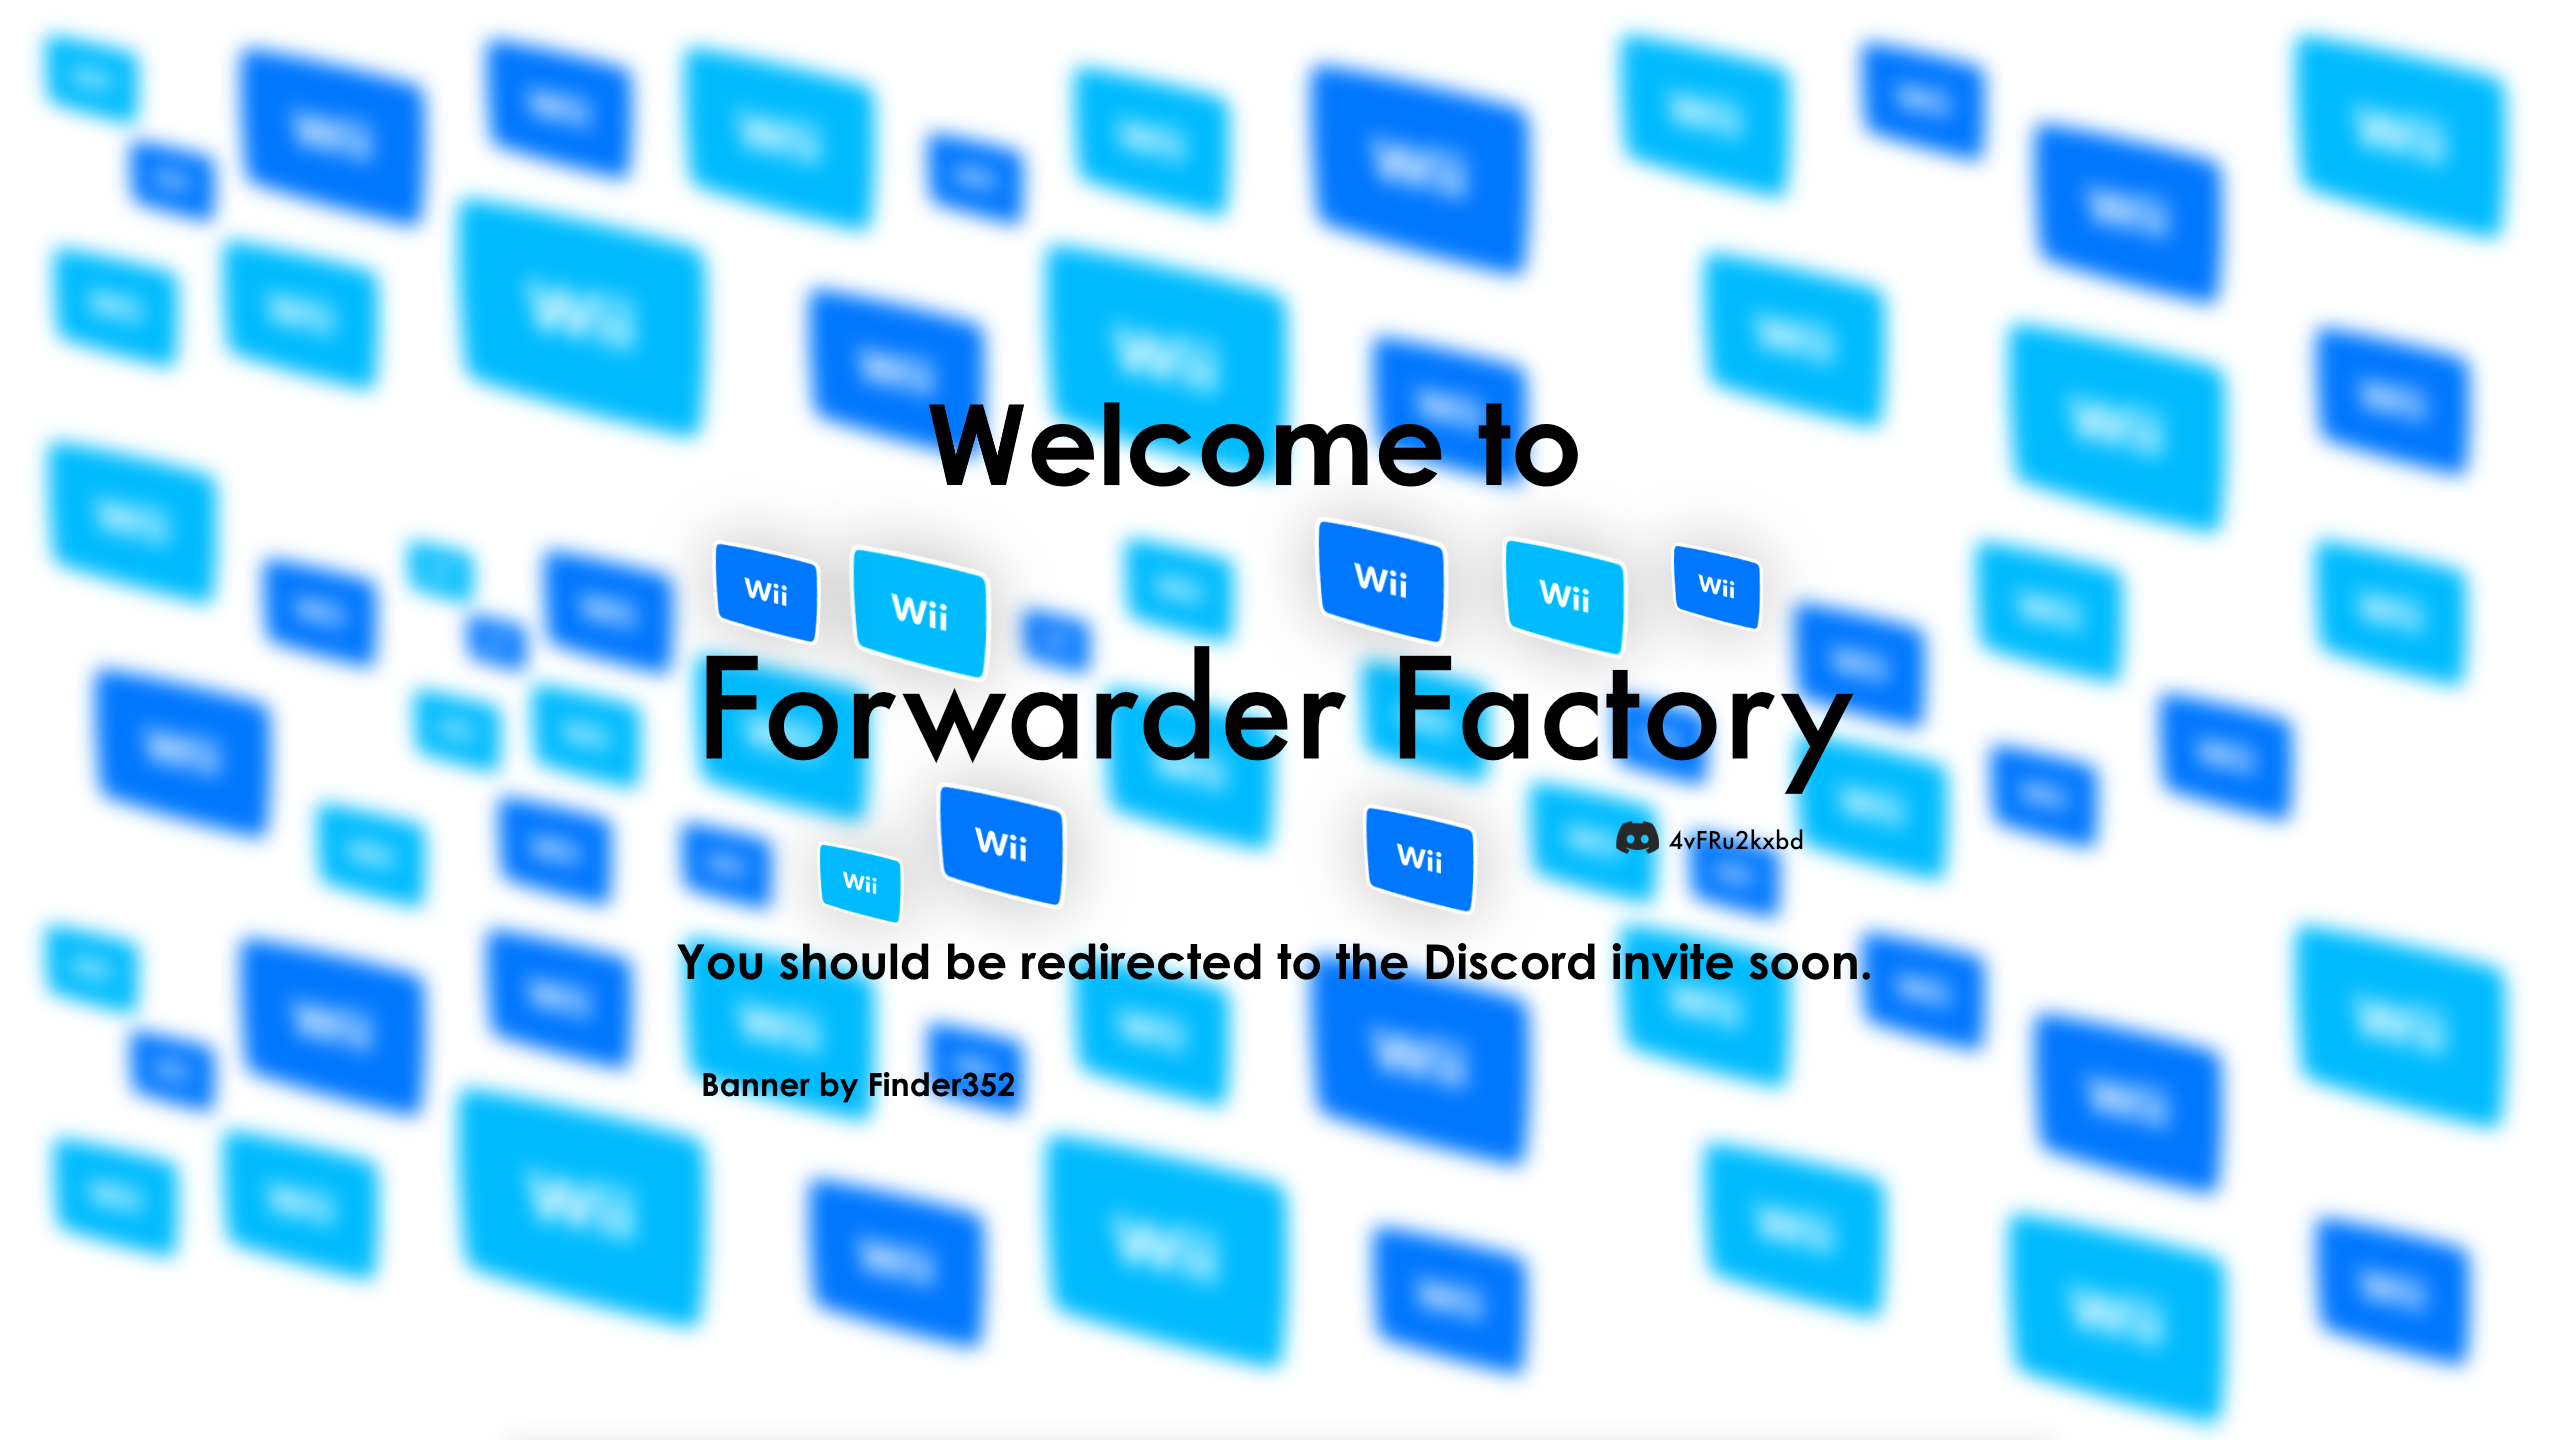 Welcome to
Wii Wii Wii Wii Wii
Forwarder Factory
Wii Wii Wii
4vFRu2kxbd
You should be redirected to the Discord invite soon.
Banner by Finder352